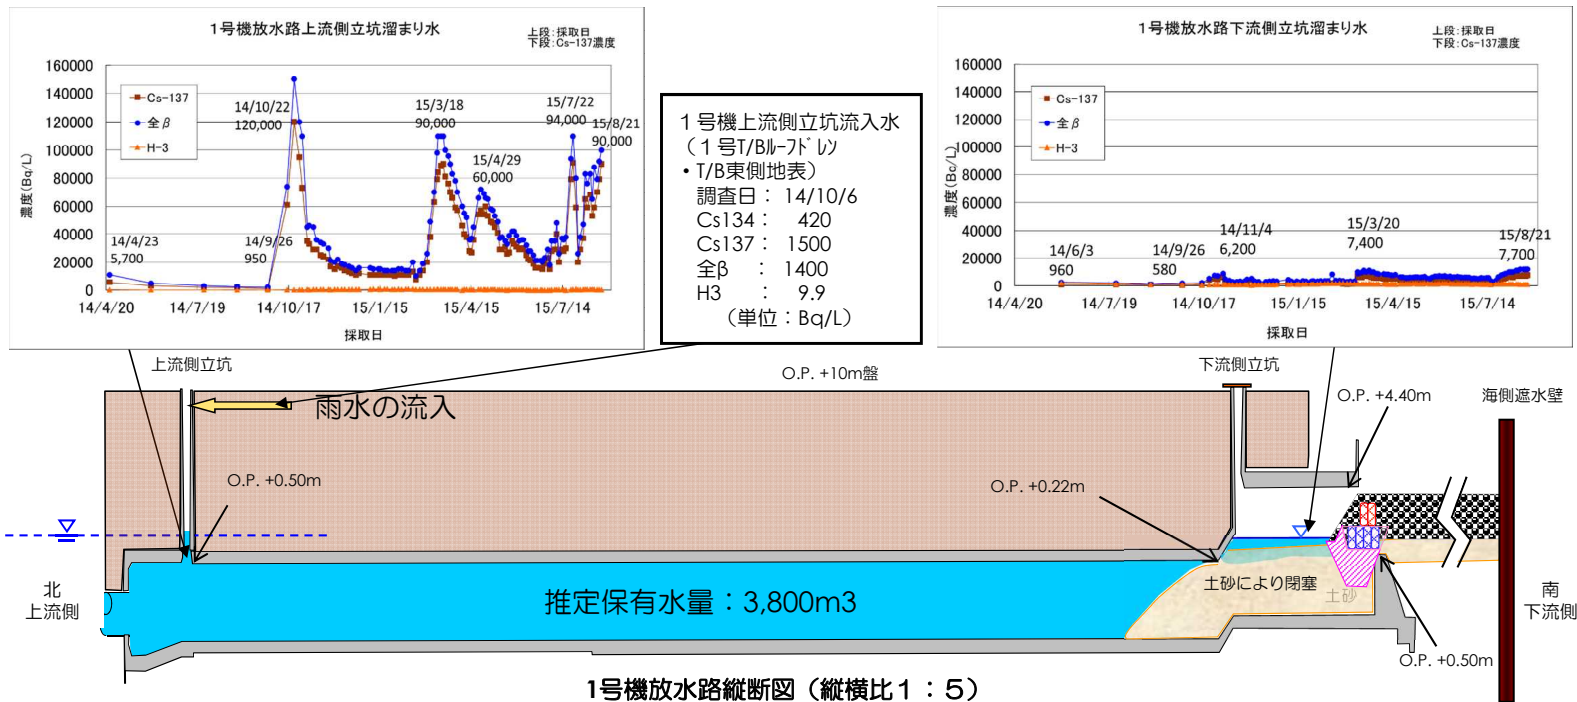 1号機放水路上流側立坑溜まり水
上段:採取日
下段:Cs-137濃度
160000
140000
120000
100000
80000
60000
40000
20000
0
濃度(Bq/L)
Cs-137
全β
H-3
14/4/23
5,700
14/9/26
950
14/10/22
120,000
15/3/18
90,000
15/4/29
60,000
15/7/22
94,000
15/8/21
90,000
14/4/20
14/7/19
14/10/17
15/1/15
15/4/15
15/7/14
採取日
1号機上流側立坑流入水
(1号T/Bルーフドレン
・T/B東側地表)
調査日: 14/10/6
Cs134: 420
Cs137: 1500
全β : 1400
H3 : 9.9
(単位:Bq/L)
1号機放水路下流側立坑溜まり水
上段:採取日
下段:Cs-137濃度
160000
140000
120000
100000
80000
60000
40000
20000
0
濃度(Bq/L)
Cs-137
全β
H-3
14/6/3
960
14/9/26
580
14/11/4
6,200
15/3/20
7,400
15/8/21
7,700
14/4/20
14/7/19
14/10/17
15/1/15
15/4/15
15/7/14
採取日
上流側立坑
O.P. +10m盤
下流側立坑
O.P. +4.40m
海側遮水壁
雨水の流入
O.P. +0.50m
O.P. +0.22m
北
上流側
推定保有水量:3,800m3
土砂により閉塞
土砂
南
下流側
O.P. +0.50m
1号機放水路縦断図(縦横比1:5)